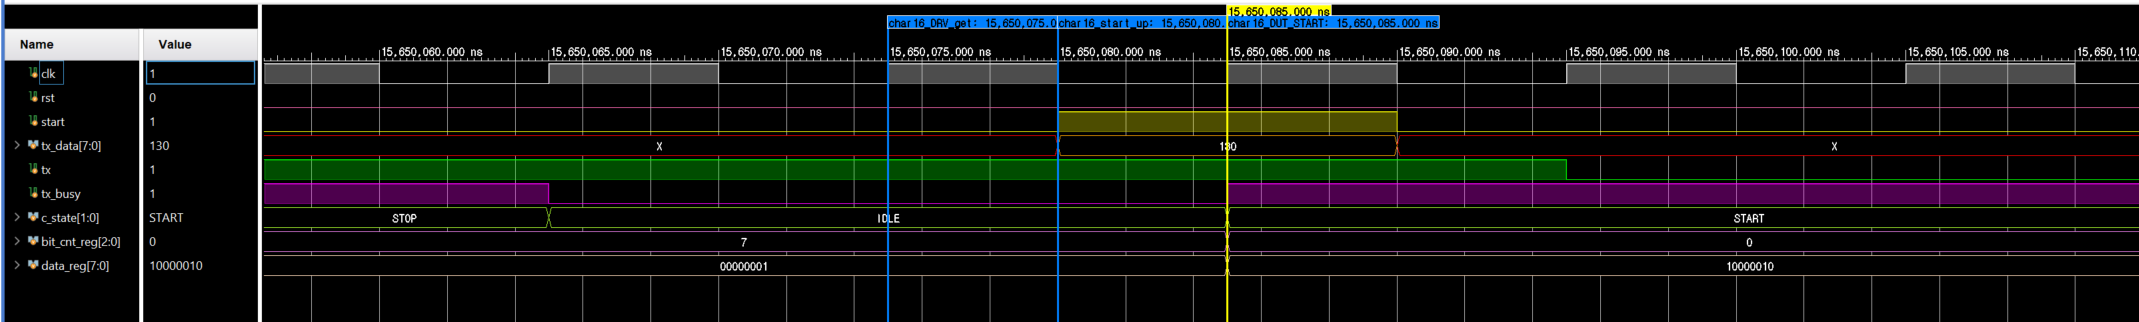 15,650,085.000 ns
char16_DRV_get: 15,650,075.0 char16_start_up: 15,650,080. char16_DUT_START: 15,650,085.000 ns
Name Value
15,650,060.000 ns 15,650,065.000 ns 15,650,070.000 ns 15,650,075.000 ns 15,650,080.000 ns 15,650,085.000 ns 15,650,090.000 ns 15,650,095.000 ns 15,650,100.000 ns 15,650,105.000 ns 15,650,110.
clk 1
rst 0
start 1
tx_data[7:0] 130 X 130 X
tx 1
tx_busy 1
c_state[1:0] START STOP IDLE START
bit_cnt_reg[2:0] 0 7 0
data_reg[7:0] 10000010 00000001 10000010